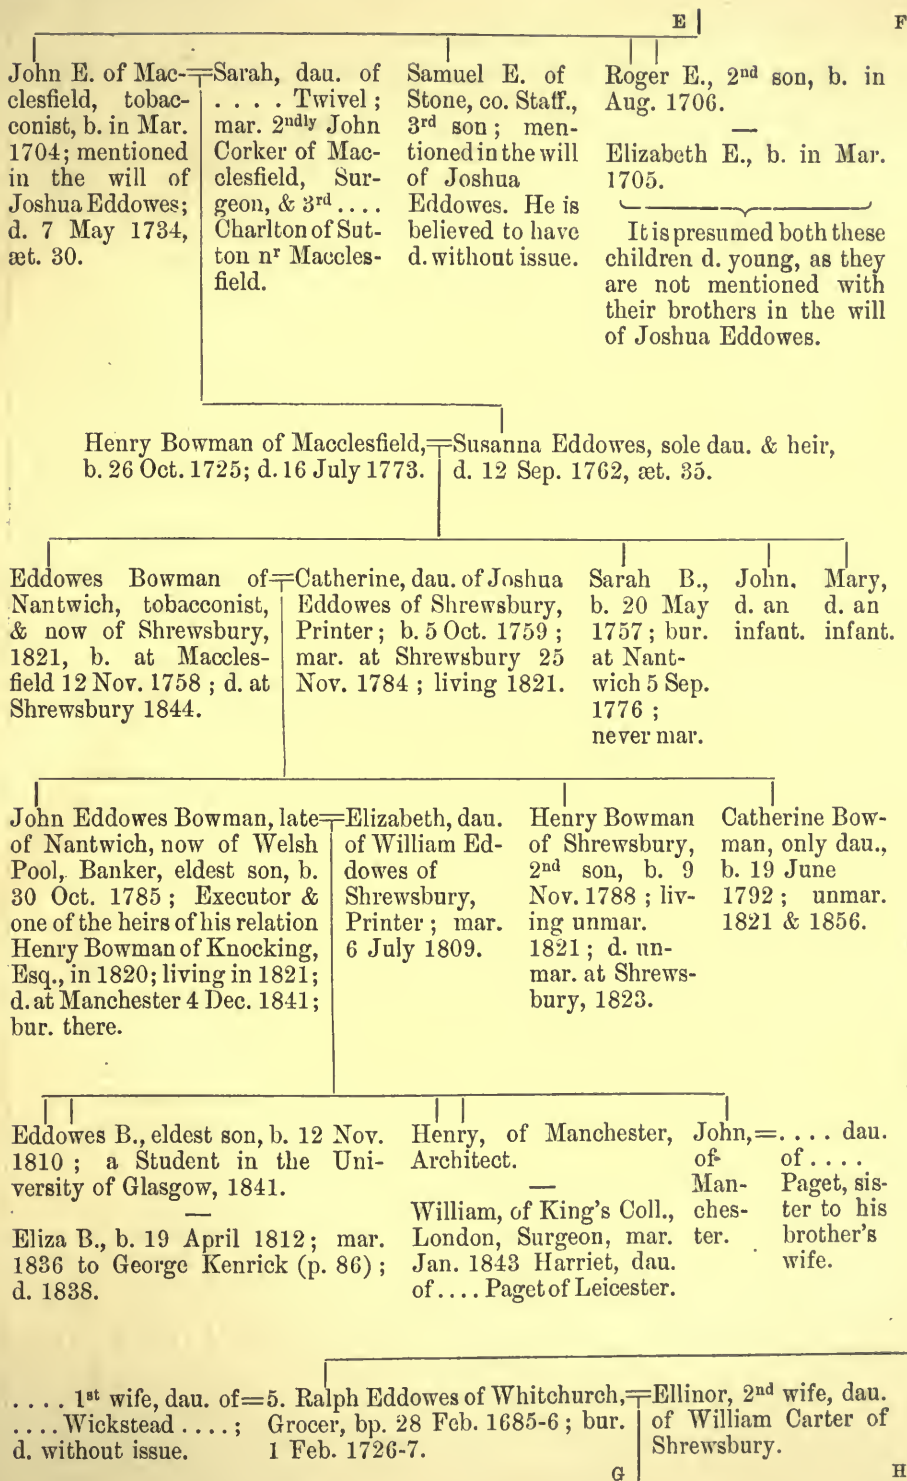 E F
John E. of Mac-
clesfield, tobac-
conist, b. in Mar.
1704; mentioned
in the will of
Joshua Eddowes;
d. 7 May 1734,
æt. 30.
=Sarah, dau. of
. . . . Twivel;
mar. 2ndly John
Corker of Mac-
clesfield, Sur-
geon, & 3rd . . . .
Charlton of Sut-
ton nr Maccles-
field.
Samuel E. of
Stone, co. Staff.,
3rd son; men-
tioned in the will
of Joshua
Eddowes. He is
believed to have
d. without issue.
Roger E., 2nd son, b. in
Aug. 1706.
—
Elizabeth E., b. in Mar.
1705.
It is presumed both these
children d. young, as they
are not mentioned with
their brothers in the will
of Joshua Eddowes.
Henry Bowman of Macclesfield,=
b. 26 Oct. 1725; d. 16 July 1773.
Susanna Eddowes, sole dau. & heir,
d. 12 Sep. 1762, æt. 35.
Eddowes Bowman of=
Nantwich, tobacconist,
& now of Shrewsbury,
1821, b. at Maccles-
field 12 Nov. 1758; d. at
Shrewsbury 1844.
Catherine, dau. of Joshua
Eddowes of Shrewsbury,
Printer; b. 5 Oct. 1759;
mar. at Shrewsbury 25
Nov. 1784; living 1821.
Sarah B.,
b. 20 May
1757; bur.
at Nant-
wich 5 Sep.
1776;
never mar.
John,
d. an
infant.
Mary,
d. an
infant.
John Eddowes Bowman, late=
of Nantwich, now of Welsh
Pool, Banker, eldest son, b.
30 Oct. 1785; Executor &
one of the heirs of his relation
Henry Bowman of Knocking,
Esq., in 1820; living in 1821;
d. at Manchester 4 Dec. 1841;
bur. there.
Elizabeth, dau.
of William Ed-
dowes of
Shrewsbury,
Printer; mar.
6 July 1809.
Henry Bowman
of Shrewsbury,
2nd son, b. 9
Nov. 1788; liv-
ing unmar.
1821; d. un-
mar. at Shrews-
bury, 1823.
Catherine Bow-
man, only dau.,
b. 19 June
1792; unmar.
1821 & 1856.
Eddowes B., eldest son, b. 12 Nov.
1810; a Student in the Uni-
versity of Glasgow, 1841.
—
Eliza B., b. 19 April 1812; mar.
1836 to George Kenrick (p. 86);
d. 1838.
Henry, of Manchester,
Architect.
—
William, of King's Coll.,
London, Surgeon, mar.
Jan. 1843 Harriet, dau.
of . . . . Paget of Leicester.
John,=
of
Man-
ches-
ter.
. . . . dau.
of . . . .
Paget, sis-
ter to his
brother's
wife.
. . . . 1st wife, dau. of=
. . . . Wickstead . . . . ;
d. without issue.
5. Ralph Eddowes of Whitchurch,=
Grocer, bp. 28 Feb. 1685-6; bur.
1 Feb. 1726-7.
Ellinor, 2nd wife, dau.
of William Carter of
Shrewsbury.
G H